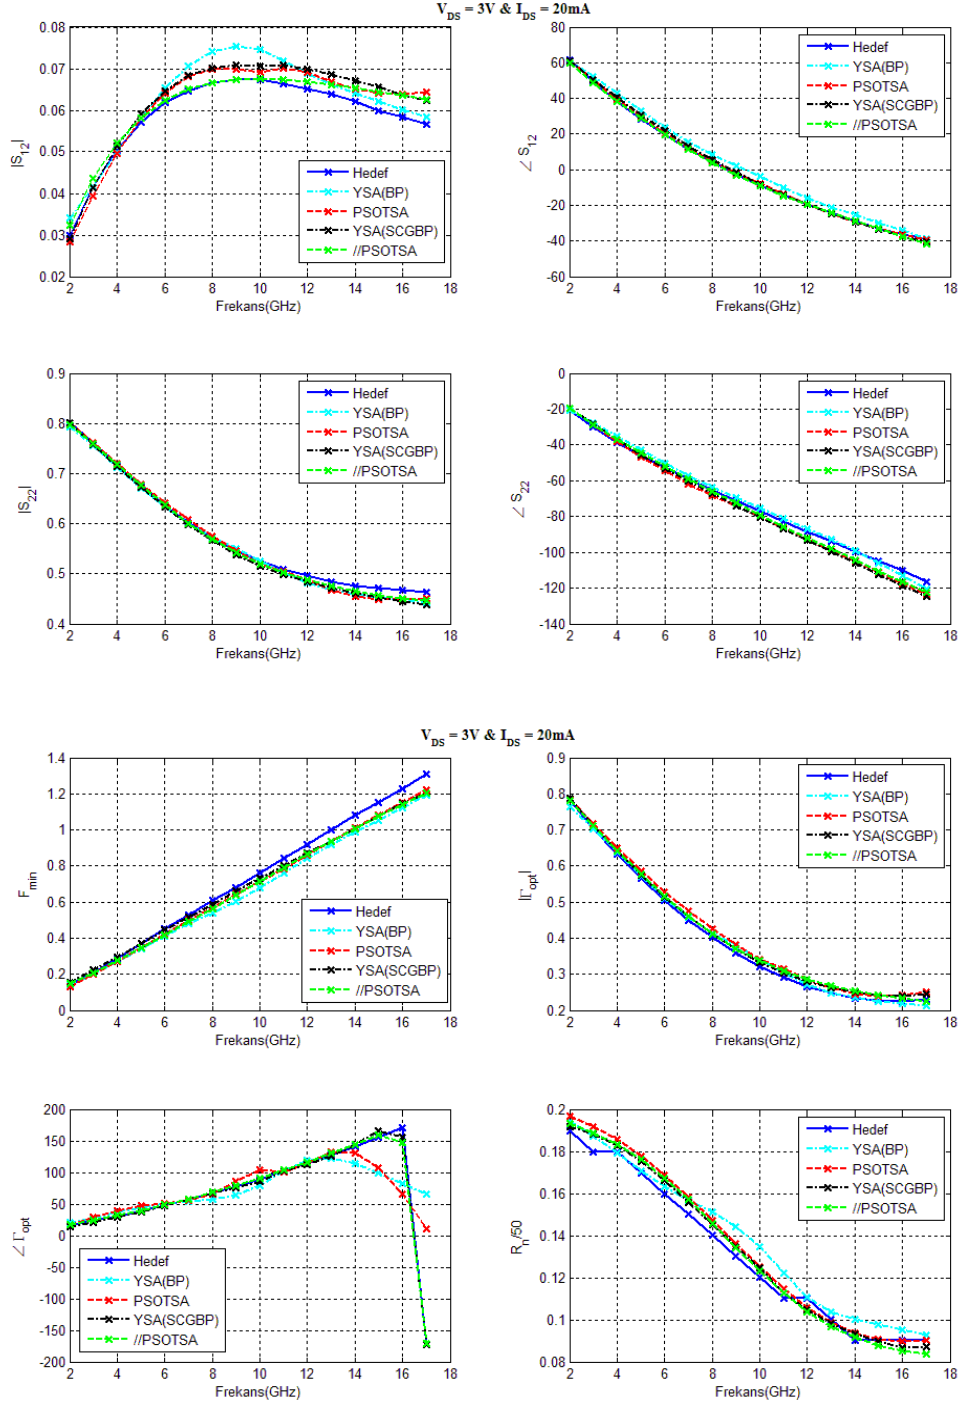 V_DS = 3V & I_DS = 20mA
0.08
0.07
0.06
0.05
0.04
0.03
0.02
|S_12|
2 4 6 8 10 12 14 16 18
Frekans(GHz)
Hedef
YSA(BP)
PSOTSA
YSA(SCGBP)
//PSOTSA
80
60
40
20
0
-20
-40
-60
∠ S_12
2 4 6 8 10 12 14 16 18
Frekans(GHz)
Hedef
YSA(BP)
PSOTSA
YSA(SCGBP)
//PSOTSA
0.9
0.8
0.7
0.6
0.5
0.4
|S_22|
2 4 6 8 10 12 14 16 18
Frekans(GHz)
Hedef
YSA(BP)
PSOTSA
YSA(SCGBP)
//PSOTSA
0
-20
-40
-60
-80
-100
-120
-140
∠ S_22
2 4 6 8 10 12 14 16 18
Frekans(GHz)
Hedef
YSA(BP)
PSOTSA
YSA(SCGBP)
//PSOTSA
V_DS = 3V & I_DS = 20mA
1.4
1.2
1
0.8
0.6
0.4
0.2
0
F_min
2 4 6 8 10 12 14 16 18
Frekans(GHz)
Hedef
YSA(BP)
PSOTSA
YSA(SCGBP)
//PSOTSA
0.9
0.8
0.7
0.6
0.5
0.4
0.3
0.2
|Γ_opt|
2 4 6 8 10 12 14 16 18
Frekans(GHz)
Hedef
YSA(BP)
PSOTSA
YSA(SCGBP)
//PSOTSA
200
150
100
50
0
-50
-100
-150
-200
∠ Γ_opt
2 4 6 8 10 12 14 16 18
Frekans(GHz)
Hedef
YSA(BP)
PSOTSA
YSA(SCGBP)
//PSOTSA
0.2
0.18
0.16
0.14
0.12
0.1
0.08
R_n/50
2 4 6 8 10 12 14 16 18
Frekans(GHz)
Hedef
YSA(BP)
PSOTSA
YSA(SCGBP)
//PSOTSA